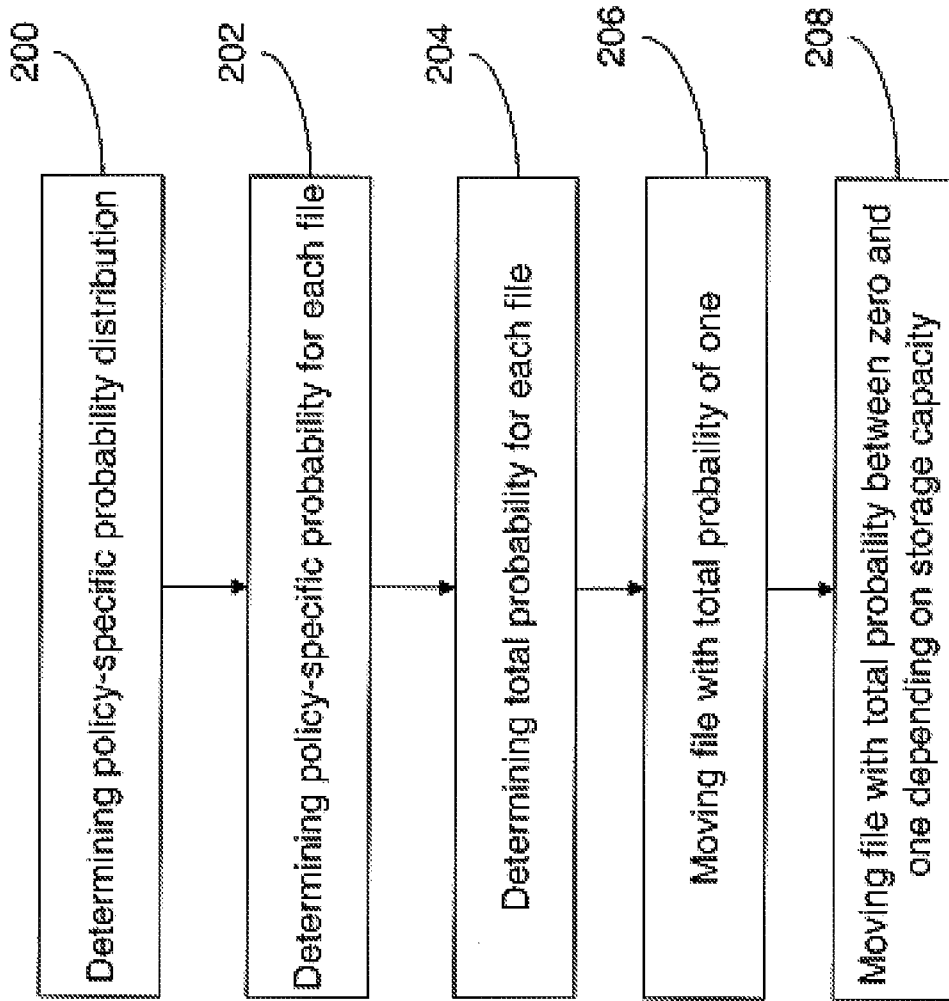 Determining policy-specific probability distribution
200
Determining policy-specific probability for each file
202
Determining total probability for each file
204
Moving file with total probaility of one
206
Moving file with total probaility between zero and
one depending on storage capacity
208